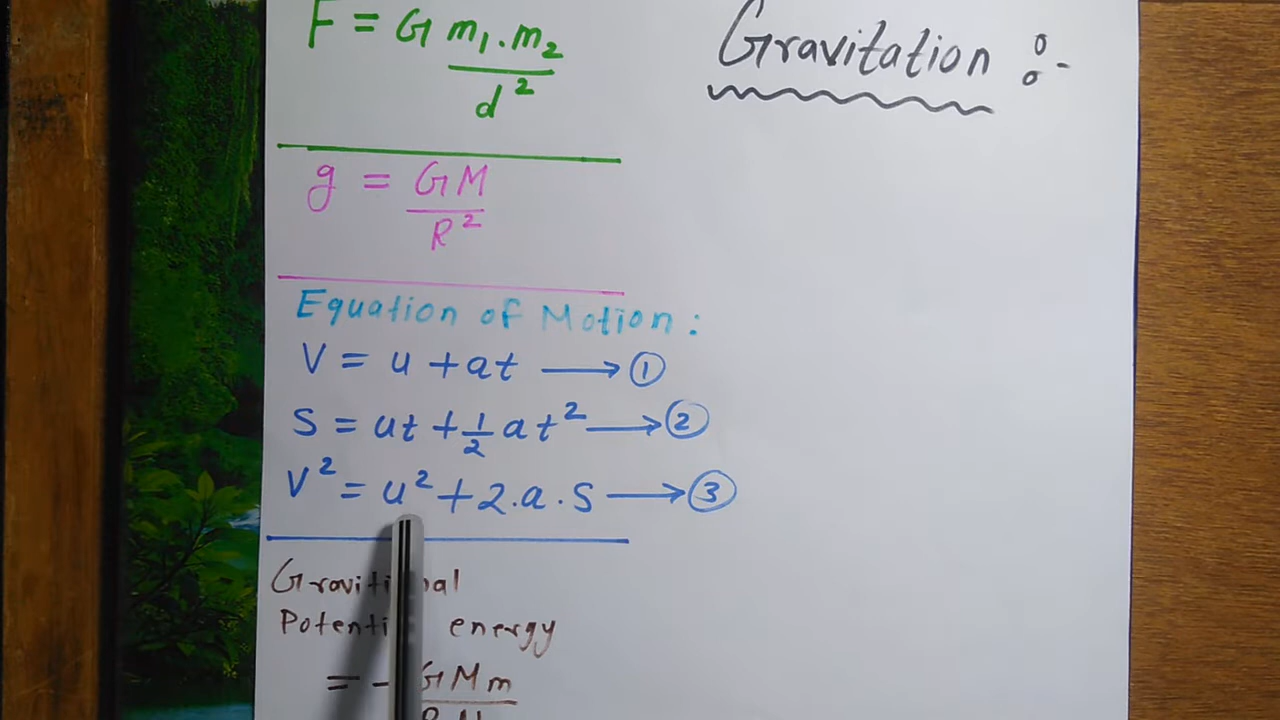 Gravitation :-
F = G m₁.m₂
d²
g = GM
R²
Equation of Motion :
V = u + at → ①
S = ut + ½ at² → ②
V² = u² + 2.a.S → ③
energy
= - GMm